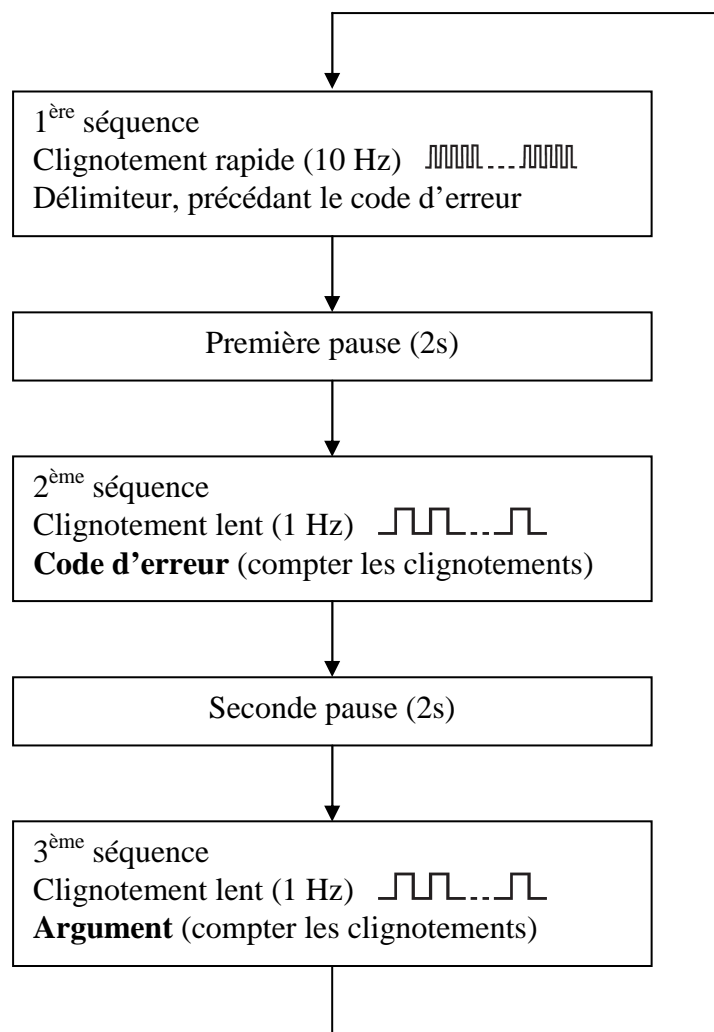 1ère séquence
Clignotement rapide (10 Hz)
Délimiteur, précédant le code d’erreur
Première pause (2s)
2ème séquence
Clignotement lent (1 Hz)
Code d’erreur (compter les clignotements)
Seconde pause (2s)
3ème séquence
Clignotement lent (1 Hz)
Argument (compter les clignotements)